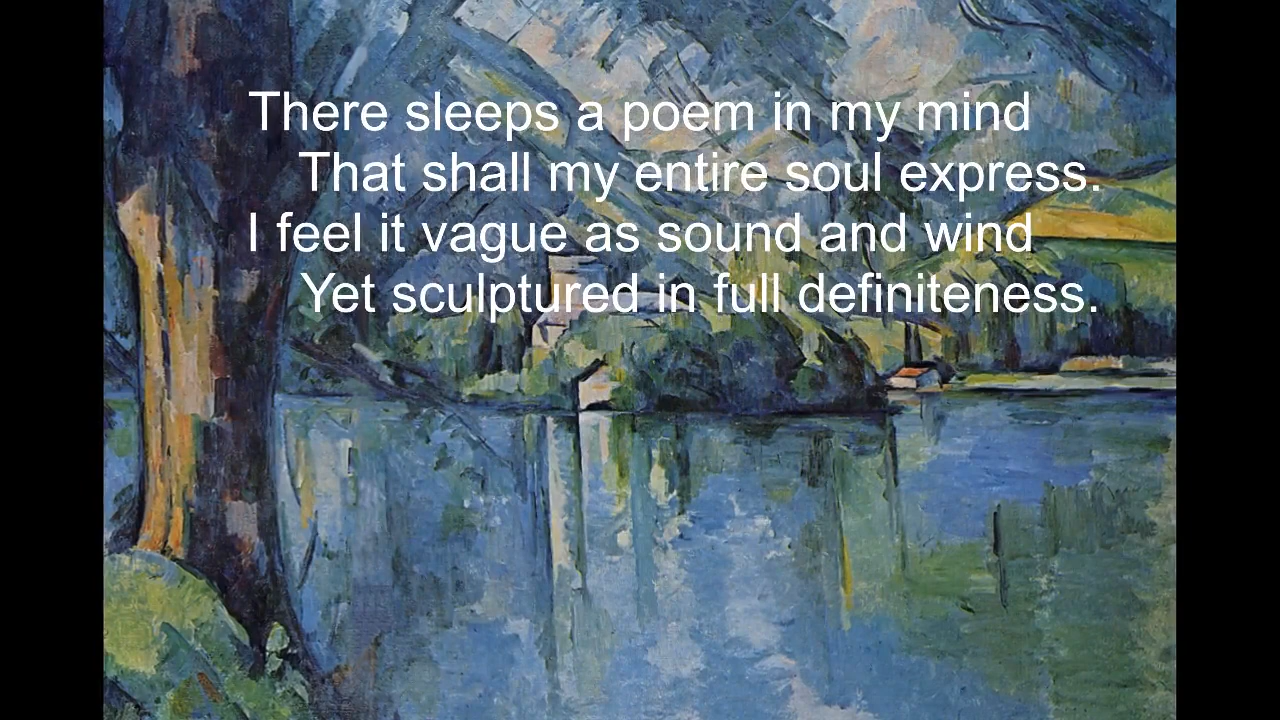 There sleeps a poem in my mind
That shall my entire soul express.
I feel it vague as sound and wind
Yet sculptured in full definiteness.